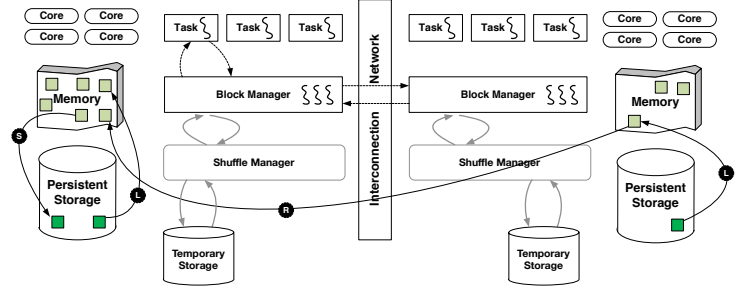 Core Core
Core Core
Task Task Task
Task Task Task
Core Core
Core Core
Memory
Block Manager
Interconnection Network
Block Manager
Memory
S
L
Shuffle Manager
Shuffle Manager
L
Persistent
Storage
R
Persistent
Storage
Temporary
Storage
Temporary
Storage